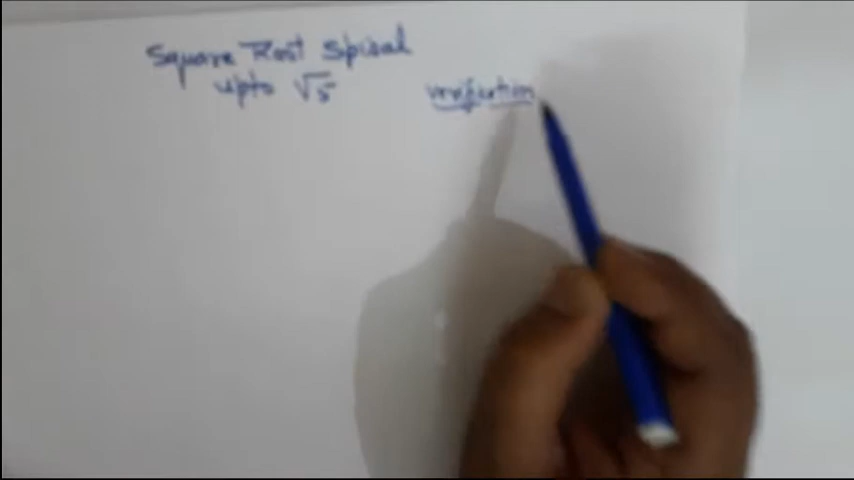 Square Root Spiral
upto √5 verification